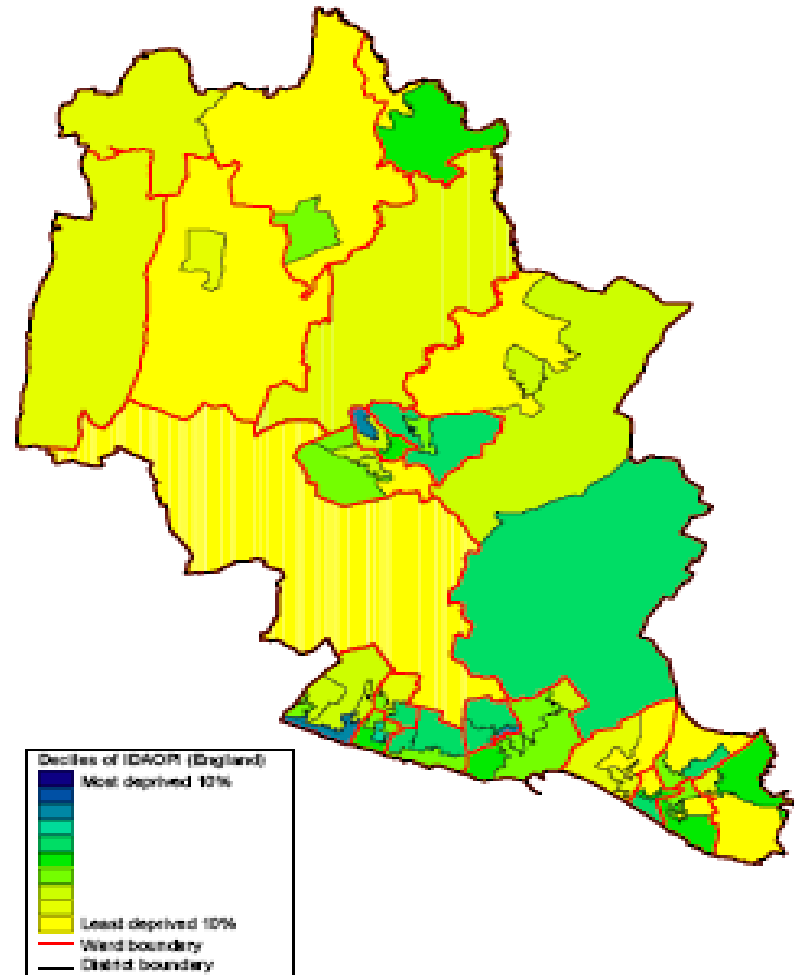 Deciles of IDAOPI (England)
Most deprived 10%
Least deprived 10%
Ward boundary
District boundary